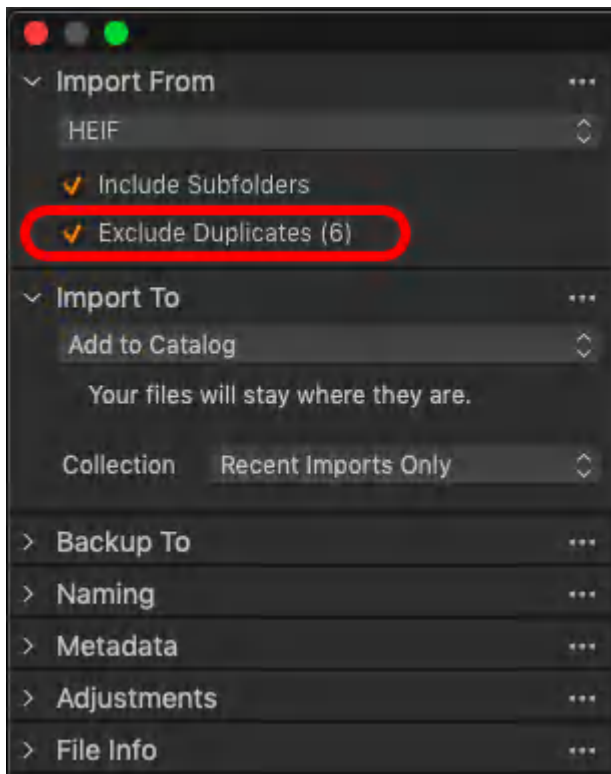 Import From
HEIF
Include Subfolders
Exclude Duplicates (6)
Import To
Add to Catalog
Your files will stay where they are.
Collection Recent Imports Only
Backup To
Naming
Metadata
Adjustments
File Info